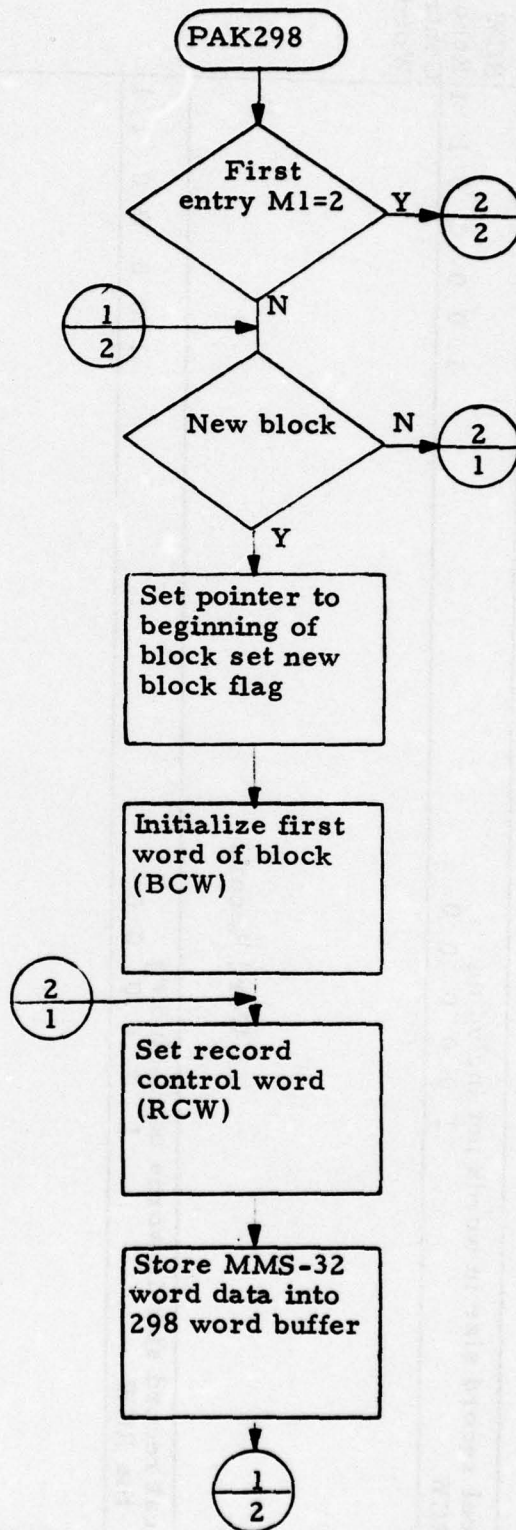 PAK298
First
entry M1=2
Y
2
2
N
1
2
New block
N
2
1
Y
Set pointer to
beginning of
block set new
block flag
Initialize first
word of block
(BCW)
2
1
Set record
control word
(RCW)
Store MMS-32
word data into
298 word buffer
1
2